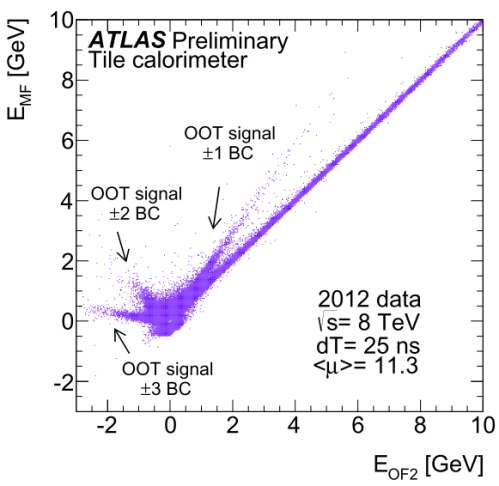 10
ATLAS Preliminary
Tile calorimeter
E_MF [GeV]
8
6
OOT signal
±1 BC
4
OOT signal
±2 BC
2
2012 data
√s= 8 TeV
dT= 25 ns
<μ>= 11.3
0
OOT signal
±3 BC
-2
-2 0 2 4 6 8 10
E_OF2 [GeV]